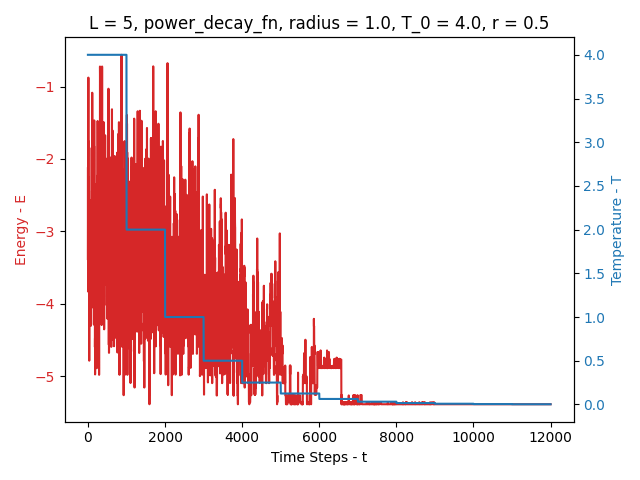 L = 5, power_decay_fn, radius = 1.0, T_0 = 4.0, r = 0.5
Energy - E
−1
−2
−3
−4
−5
4.0
3.5
3.0
2.5
2.0
1.5
1.0
0.5
0.0
Temperature - T
0 2000 4000 6000 8000 10000 12000
Time Steps - t